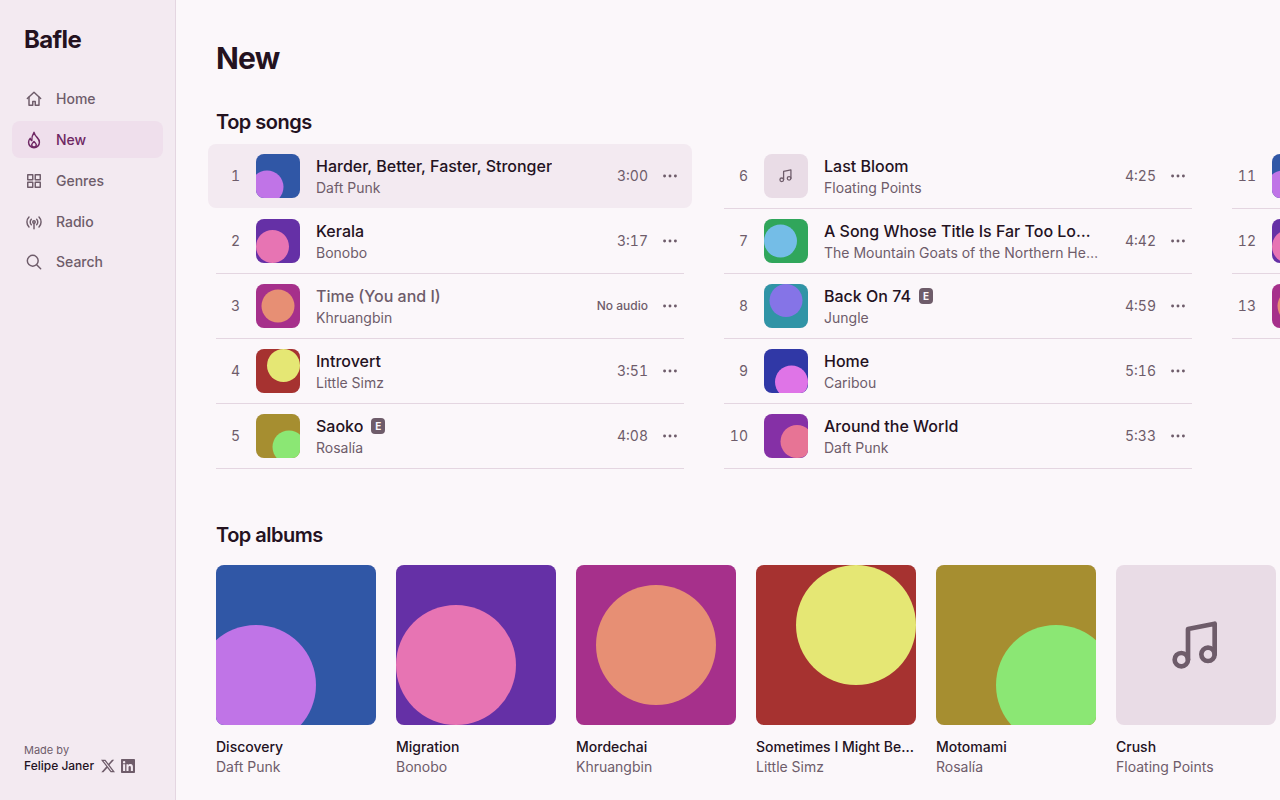 Bafle
Home
New
Genres
Radio
Search
Made by
Felipe Janer
New
Top songs
1 Harder, Better, Faster, Stronger 3:00
Daft Punk
2 Kerala 3:17
Bonobo
3 Time (You and I) No audio
Khruangbin
4 Introvert 3:51
Little Simz
5 Saoko E 4:08
Rosalía
6 Last Bloom 4:25
Floating Points
7 A Song Whose Title Is Far Too Lo... 4:42
The Mountain Goats of the Northern He...
8 Back On 74 E 4:59
Jungle
9 Home 5:16
Caribou
10 Around the World 5:33
Daft Punk
11
12
13
Top albums
Discovery
Daft Punk
Migration
Bonobo
Mordechai
Khruangbin
Sometimes I Might Be...
Little Simz
Motomami
Rosalía
Crush
Floating Points